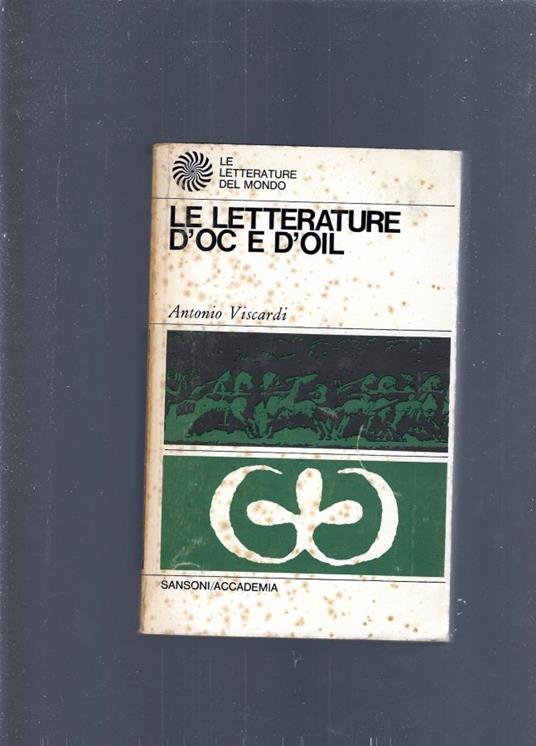 LE
LETTERATURE
DEL MONDO
LE LETTERATURE
D'OC E D'OIL
Antonio Viscardi
SANSONI/ACCADEMIA